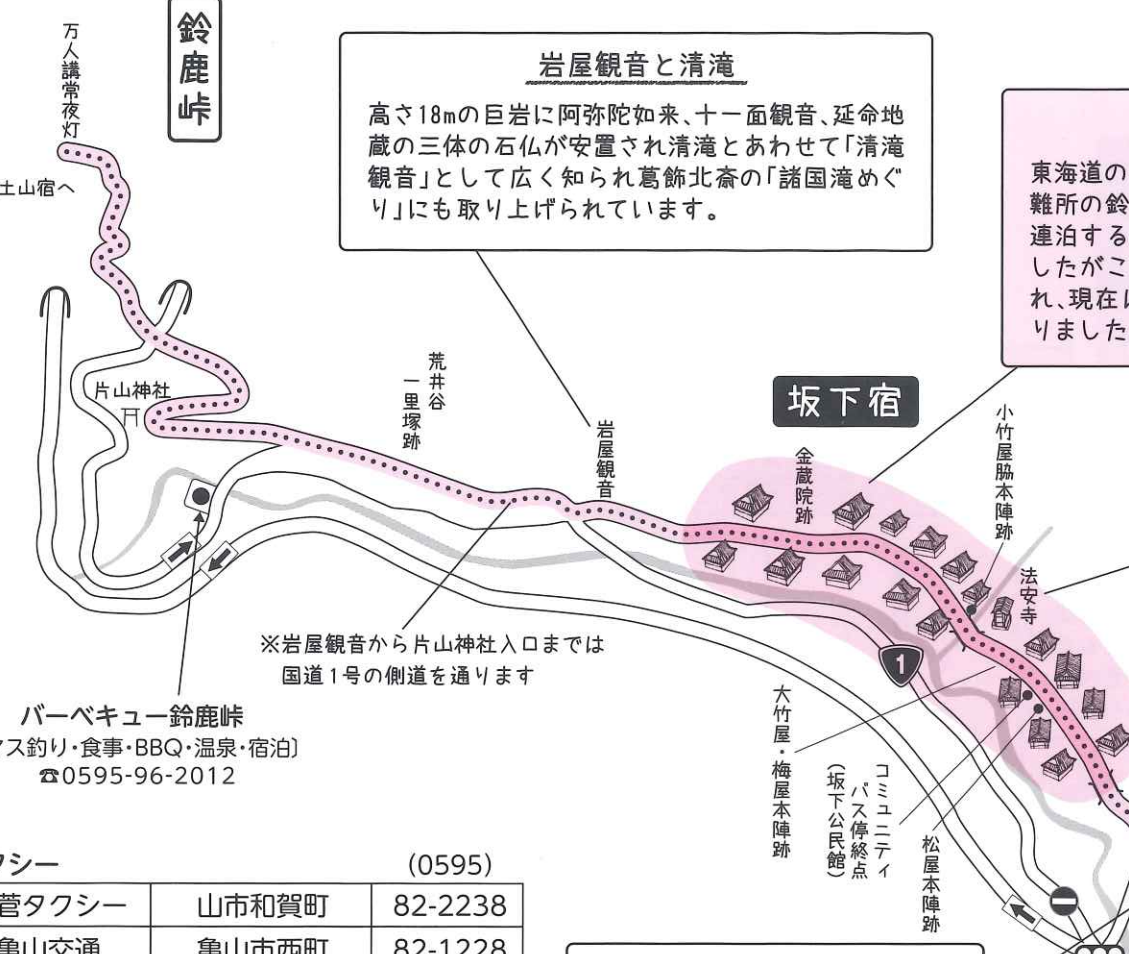 鈴鹿峠
万人講常夜灯
土山宿へ
岩屋観音と清滝
高さ18mの巨岩に阿弥陀如来、十一面観音、延命地
蔵の三体の石仏が安置され清滝とあわせて「清滝
観音」として広く知られ葛飾北斎の「諸国滝めぐ
り」にも取り上げられています。
東海道の
難所の鈴
連泊する
したがこ
れ、現在
りました
片山神社
荒井谷
一里塚跡
岩屋観音
坂下宿
金蔵院跡
小竹屋脇本陣跡
法安寺
1
※岩屋観音から片山神社入口までは
国道1号の側道を通ります
バーベキュー鈴鹿峠
ス釣り・食事・BBQ・温泉・宿泊〕
☎0595-96-2012
大竹屋・梅屋本陣跡
コミュニティ
バス停終点
(坂下公民館)
松屋本陣跡
クシー (0595)
菅タクシー 山市和賀町 82-2238
亀山交通 亀山市西町 82-1228